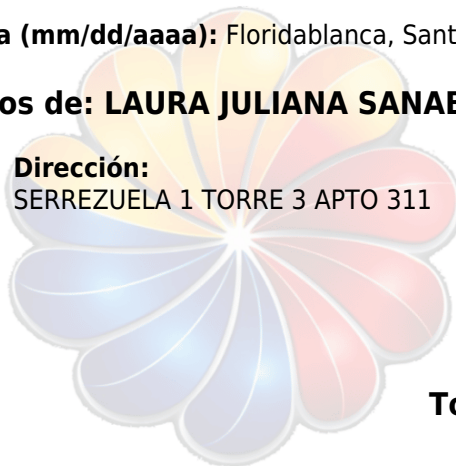 a (mm/dd/aaaa): Floridablanca, Sant
os de: LAURA JULIANA SANAE
Dirección:
SERREZUELA 1 TORRE 3 APTO 311
To